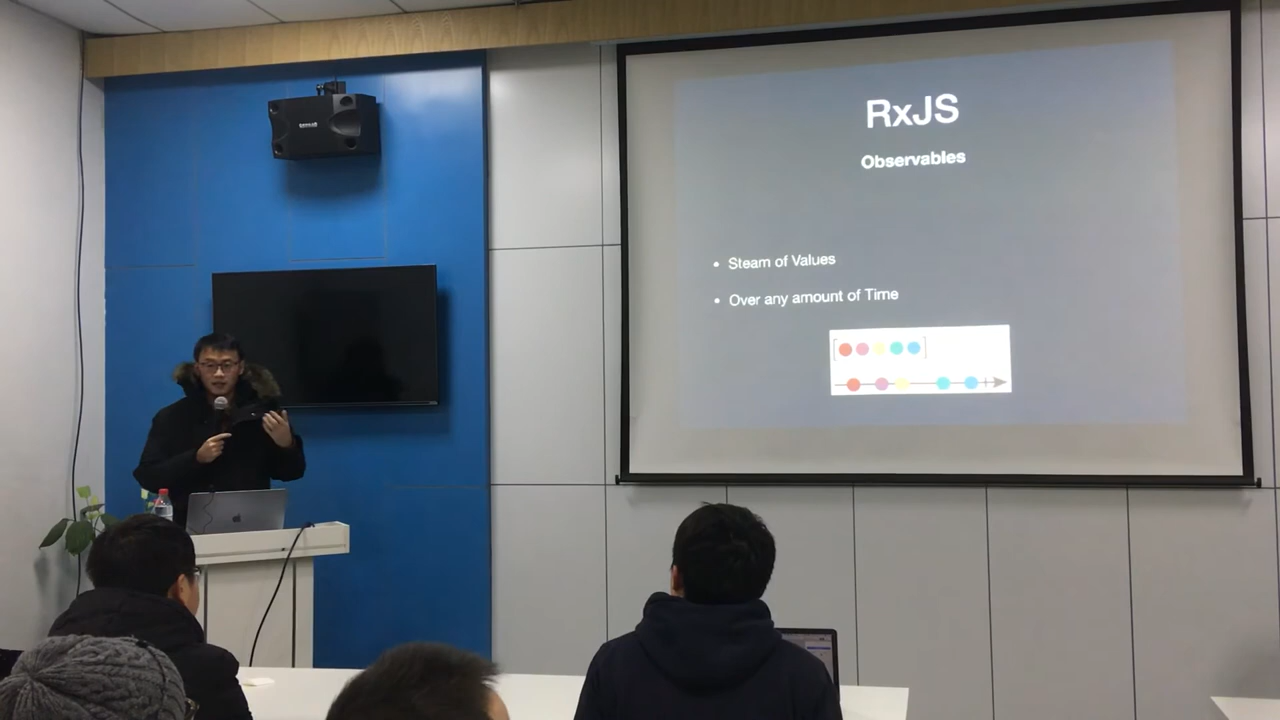 RxJS
Observables
• Steam of Values
• Over any amount of Time